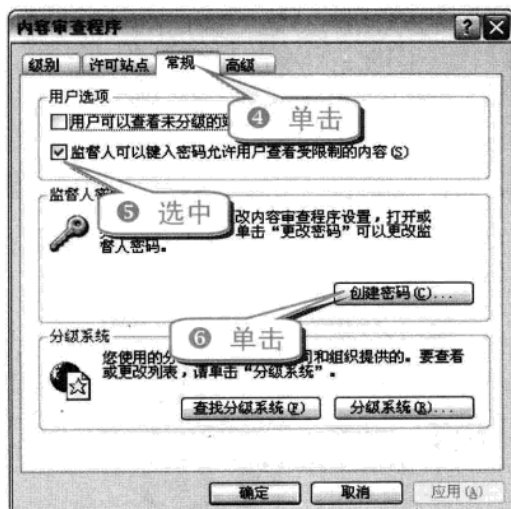 内容审查程序
级别 许可站点 常规 高级
用户选项
❹ 单击
用户可以查看未分级的
监督人可以键入密码允许用户查看受限制的内容(S)
监督人
❺ 选中
改内容审查程序设置，打开或
单击“更改密码”可以更改监
督人密码。
创建密码(C)...
❻ 单击
分级系统
您使用的分
司和组织提供的。要查看
或更改列表，请单击“分级系统”.
查找分级系统(F) 分级系统(R)...
确定 取消 应用(A)